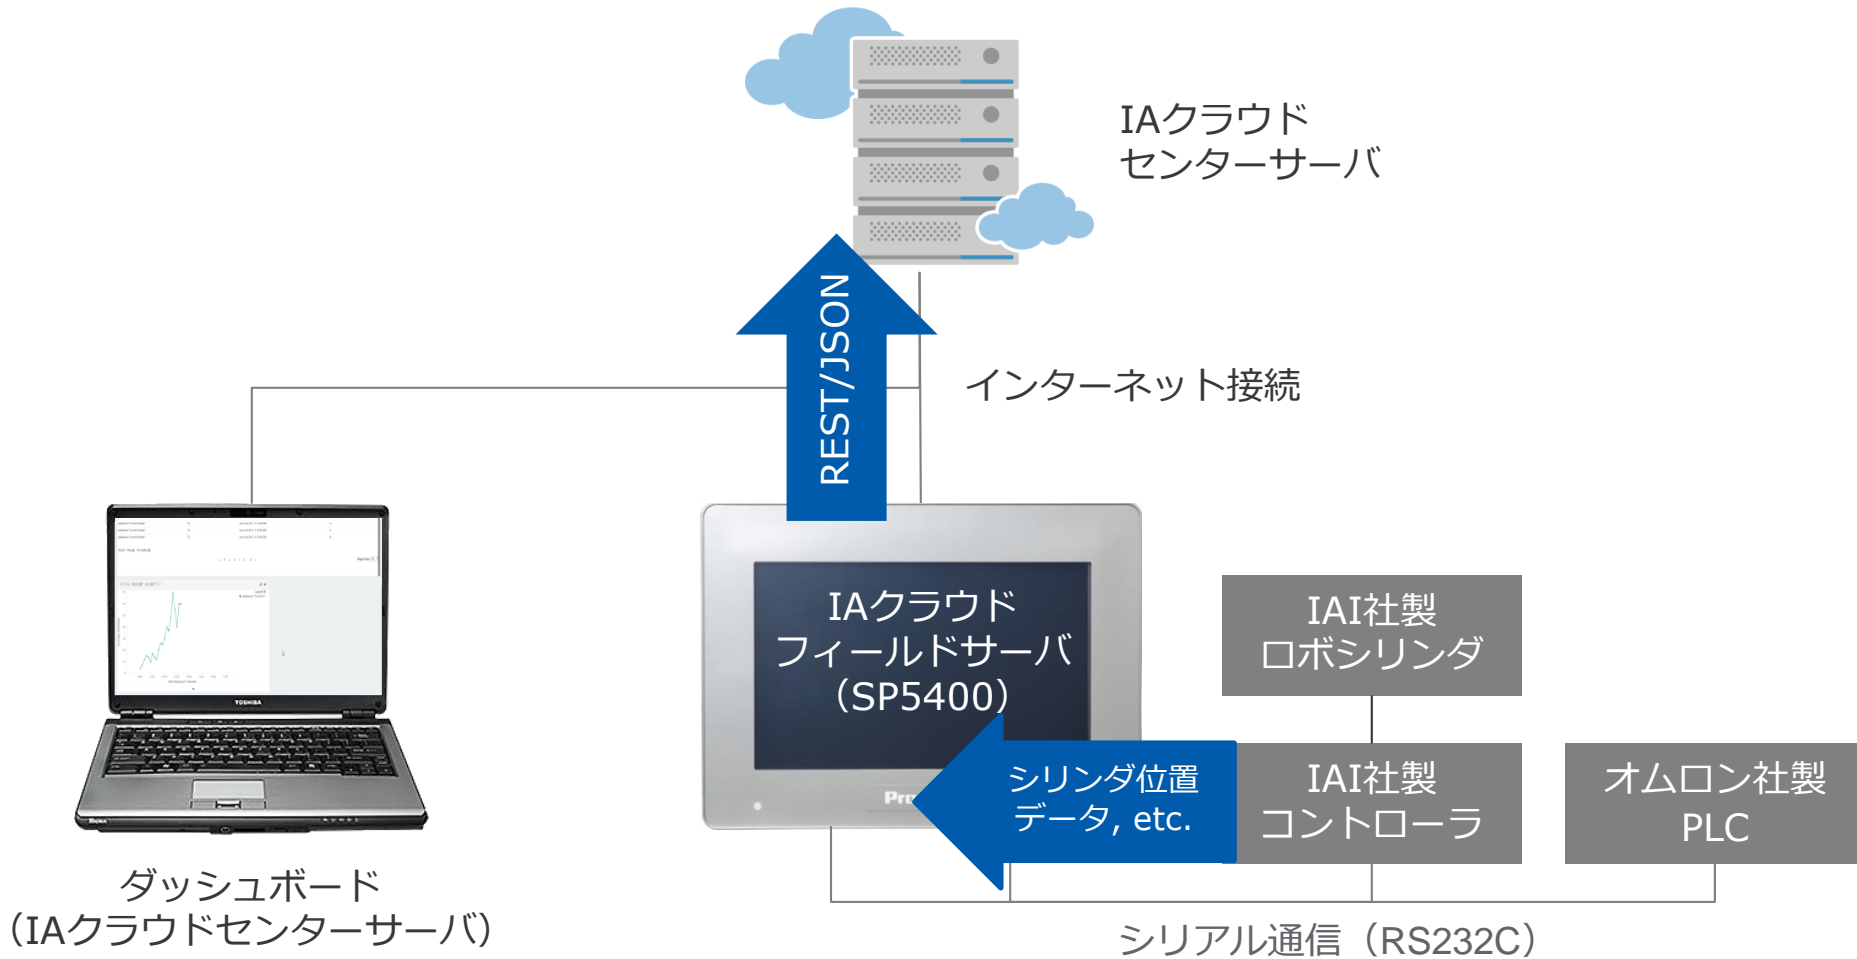 IAクラウド
センターサーバ
REST/JSON
インターネット接続
TOSHIBA
IAクラウド
フィールドサーバ
（SP5400）
Pro
シリンダ位置
データ, etc.
IAI社製
ロボシリンダ
IAI社製
コントローラ
オムロン社製
PLC
ダッシュボード
（IAクラウドセンターサーバ）
シリアル通信（RS232C）